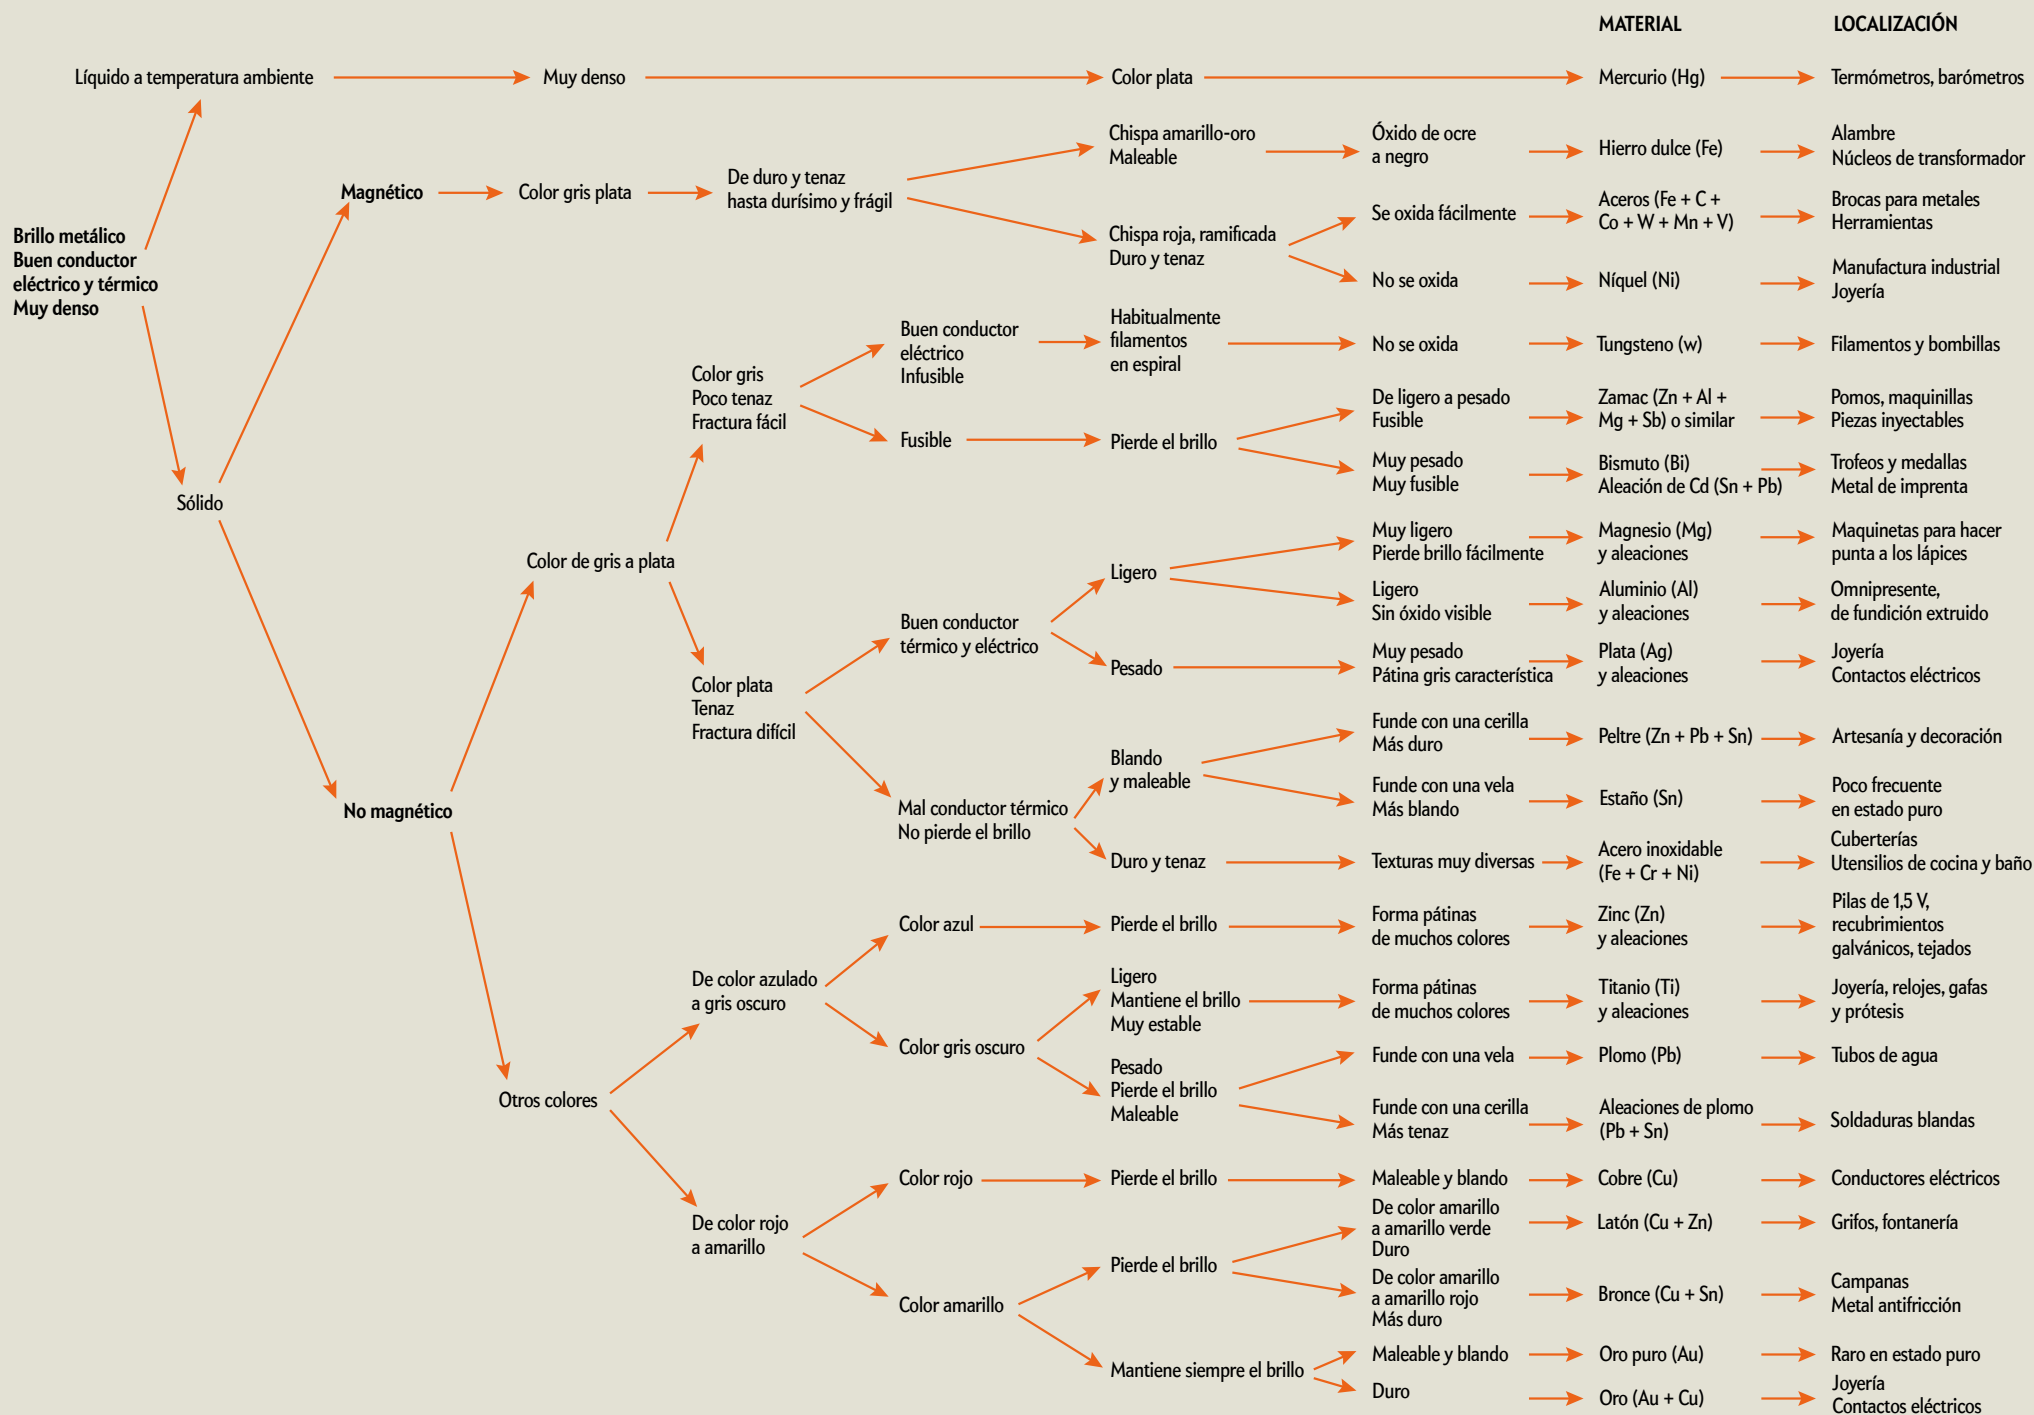 MATERIAL
LOCALIZACIÓN
Líquido a temperatura ambiente
Muy denso
Color plata
Mercurio (Hg)
Termómetros, barómetros
Brillo metálico
Buen conductor
eléctrico y térmico
Muy denso
Sólido
Magnético
Color gris plata
De duro y tenaz
hasta durísimo y frágil
Chispa amarillo-oro
Maleable
Óxido de ocre
a negro
Hierro dulce (Fe)
Alambre
Núcleos de transformador
Chispa roja, ramificada
Duro y tenaz
Se oxida fácilmente
Aceros (Fe + C +
Co + W + Mn + V)
Brocas para metales
Herramientas
No se oxida
Níquel (Ni)
Manufactura industrial
Joyería
No magnético
Color de gris a plata
Color gris
Poco tenaz
Fractura fácil
Buen conductor
eléctrico
Infusible
Habitualmente
filamentos
en espiral
No se oxida
Tungsteno (w)
Filamentos y bombillas
Fusible
Pierde el brillo
De ligero a pesado
Fusible
Zamac (Zn + Al +
Mg + Sb) o similar
Pomos, maquinillas
Piezas inyectables
Muy pesado
Muy fusible
Bismuto (Bi)
Aleación de Cd (Sn + Pb)
Trofeos y medallas
Metal de imprenta
Color plata
Tenaz
Fractura difícil
Buen conductor
térmico y eléctrico
Ligero
Muy ligero
Pierde brillo fácilmente
Magnesio (Mg)
y aleaciones
Maquinetas para hacer
punta a los lápices
Ligero
Sin óxido visible
Aluminio (Al)
y aleaciones
Omnipresente,
de fundición extruido
Pesado
Muy pesado
Pátina gris característica
Plata (Ag)
y aleaciones
Joyería
Contactos eléctricos
Mal conductor térmico
No pierde el brillo
Blando
y maleable
Funde con una cerilla
Más duro
Peltre (Zn + Pb + Sn)
Artesanía y decoración
Funde con una vela
Más blando
Estaño (Sn)
Poco frecuente
en estado puro
Duro y tenaz
Texturas muy diversas
Acero inoxidable
(Fe + Cr + Ni)
Cuberterías
Utensilios de cocina y baño
Otros colores
De color azulado
a gris oscuro
Color azul
Pierde el brillo
Forma pátinas
de muchos colores
Zinc (Zn)
y aleaciones
Pilas de 1,5 V,
recubrimientos
galvánicos, tejados
Color gris oscuro
Ligero
Mantiene el brillo
Muy estable
Forma pátinas
de muchos colores
Titanio (Ti)
y aleaciones
Joyería, relojes, gafas
y prótesis
Pesado
Pierde el brillo
Maleable
Funde con una vela
Plomo (Pb)
Tubos de agua
Funde con una cerilla
Más tenaz
Aleaciones de plomo
(Pb + Sn)
Soldaduras blandas
De color rojo
a amarillo
Color rojo
Pierde el brillo
Maleable y blando
Cobre (Cu)
Conductores eléctricos
Color amarillo
Pierde el brillo
De color amarillo
a amarillo verde
Duro
Latón (Cu + Zn)
Grifos, fontanería
De color amarillo
a amarillo rojo
Más duro
Bronce (Cu + Sn)
Campanas
Metal antifricción
Mantiene siempre el brillo
Maleable y blando
Oro puro (Au)
Raro en estado puro
Duro
Oro (Au + Cu)
Joyería
Contactos eléctricos